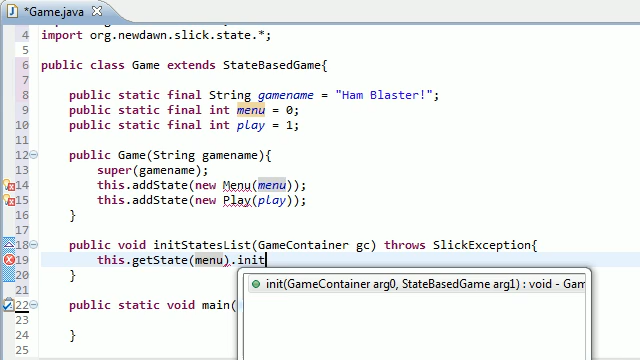 *Game.java
4 import org.newdawn.slick.state.*;
5
6 public class Game extends StateBasedGame{
7
8 public static final String gamename = "Ham Blaster!";
9 public static final int menu = 0;
10 public static final int play = 1;
11
12 public Game(String gamename){
13 super(gamename);
14 this.addState(new Menu(menu));
15 this.addState(new Play(play));
16 }
17
18 public void initStatesList(GameContainer gc) throws SlickException{
19 this.getState(menu).init
20 }
init(GameContainer arg0, StateBasedGame arg1) : void - Gam
21
22 public static void main(
23
24 }
25